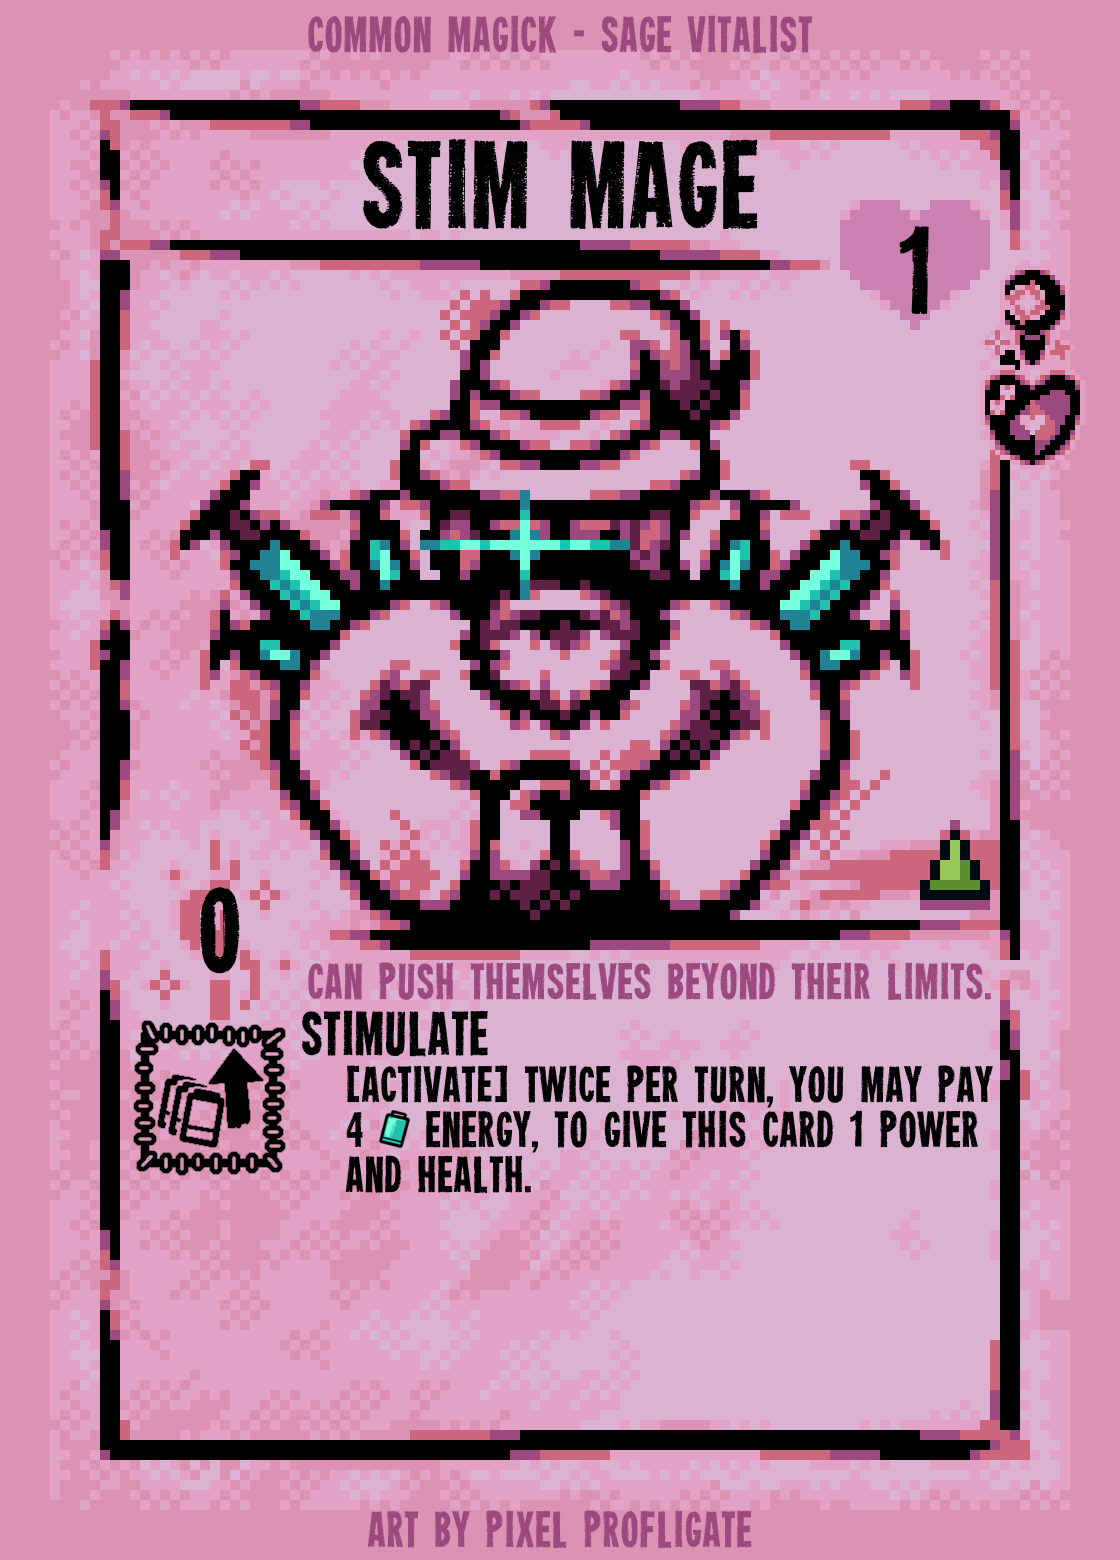 COMMON MAGICK - SAGE VITALIST
STIM MAGE
1
0
CAN PUSH THEMSELVES BEYOND THEIR LIMITS.
STIMULATE
[ACTIVATE] TWICE PER TURN, YOU MAY PAY
4 ENERGY, TO GIVE THIS CARD 1 POWER
AND HEALTH.
ART BY PIXEL PROFLIGATE